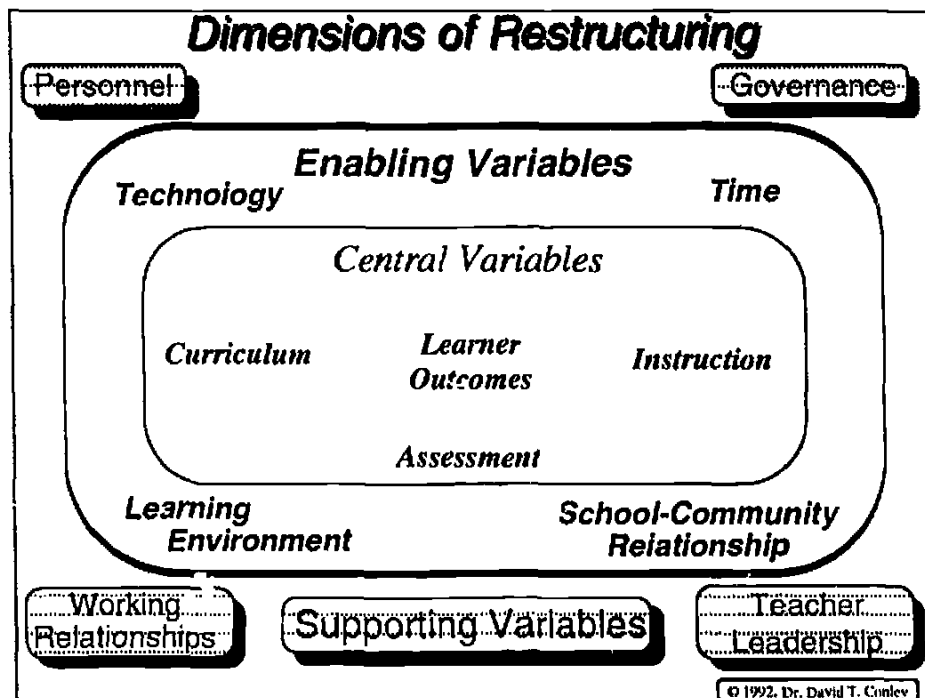 Dimensions of Restructuring
Personnel
Governance
Enabling Variables
Technology
Time
Central Variables
Curriculum
Learner
Outcomes
Instruction
Assessment
Learning
Environment
School-Community
Relationship
Working
Relationships
Supporting Variables
Teacher
Leadership
© 1992, Dr. David T. Conley